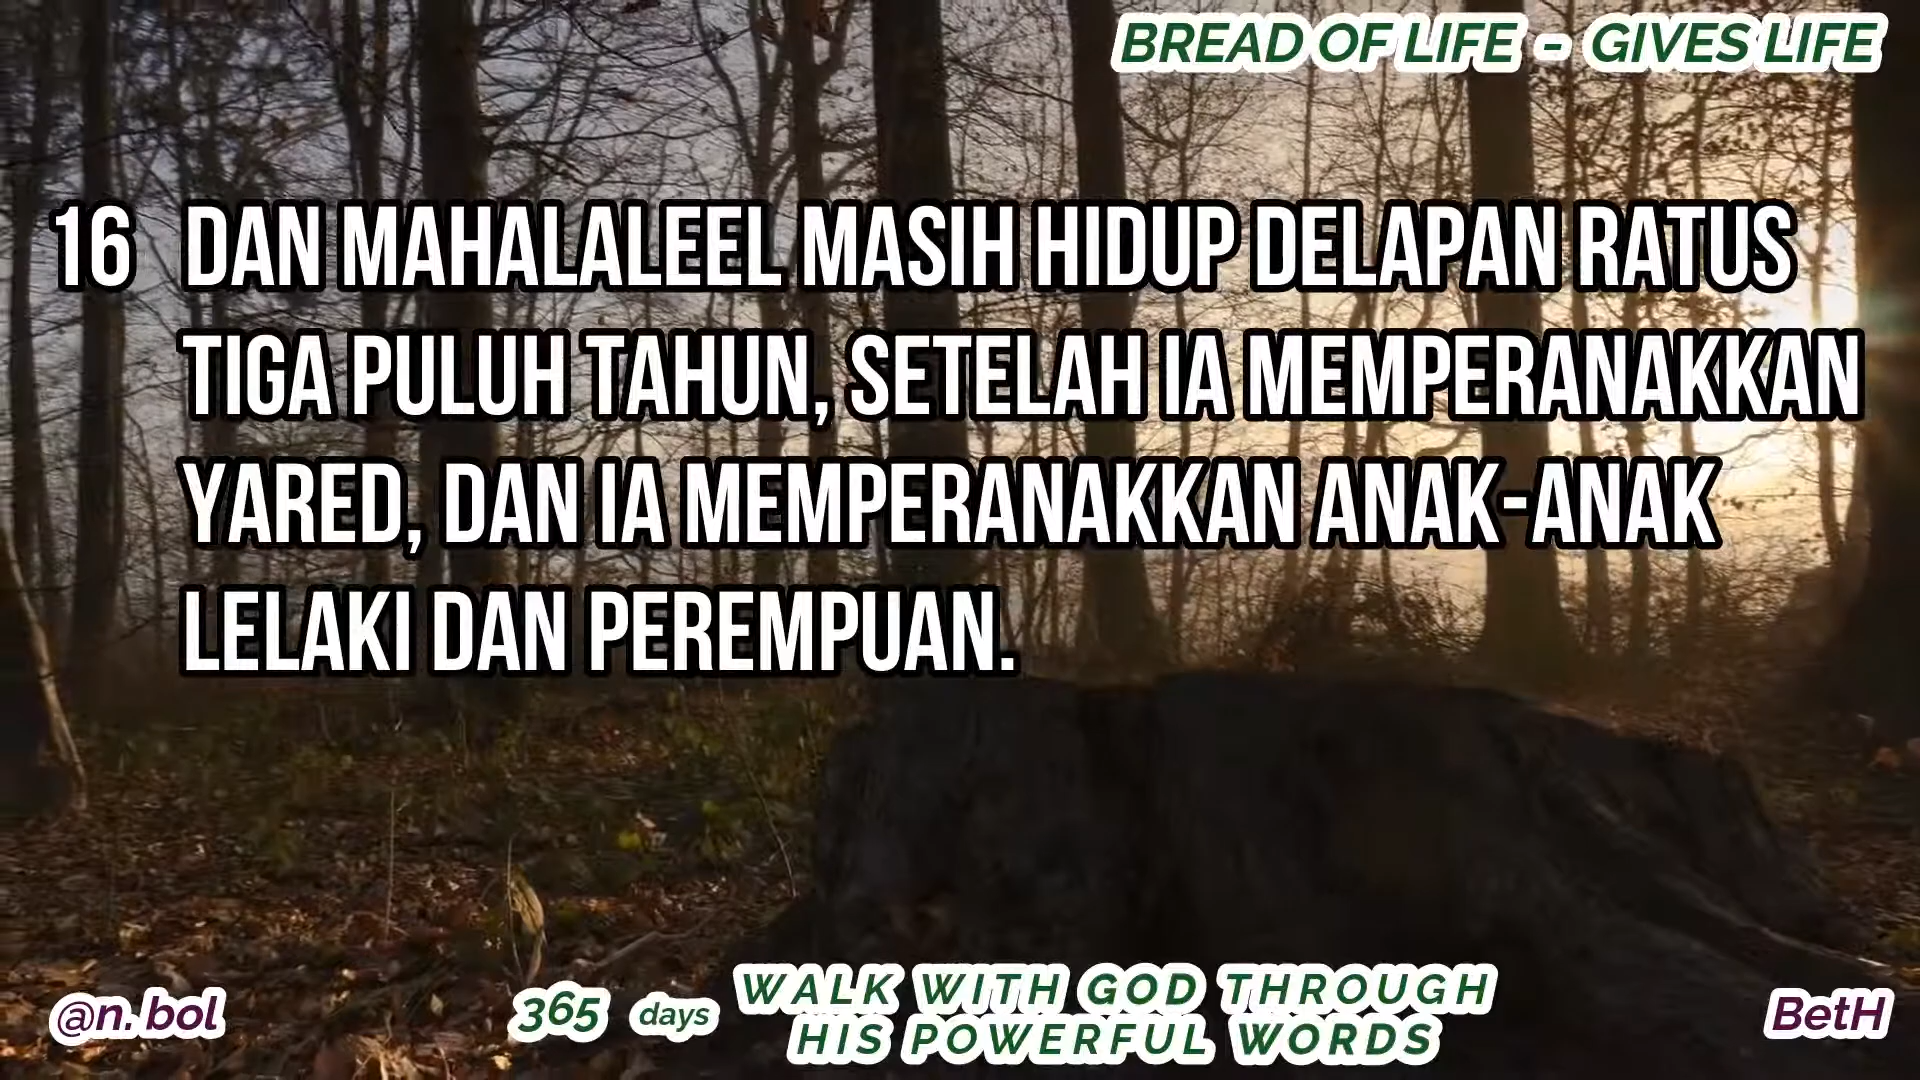 BREAD OF LIFE - GIVES LIFE
16 DAN MAHALALEEL MASIH HIDUP DELAPAN RATUS
TIGA PULUH TAHUN, SETELAH IA MEMPERANAKKAN
YARED, DAN IA MEMPERANAKKAN ANAK-ANAK
LELAKI DAN PEREMPUAN.
@n.bol
365 days
WALK WITH GOD THROUGH
HIS POWERFUL WORDS
BetH